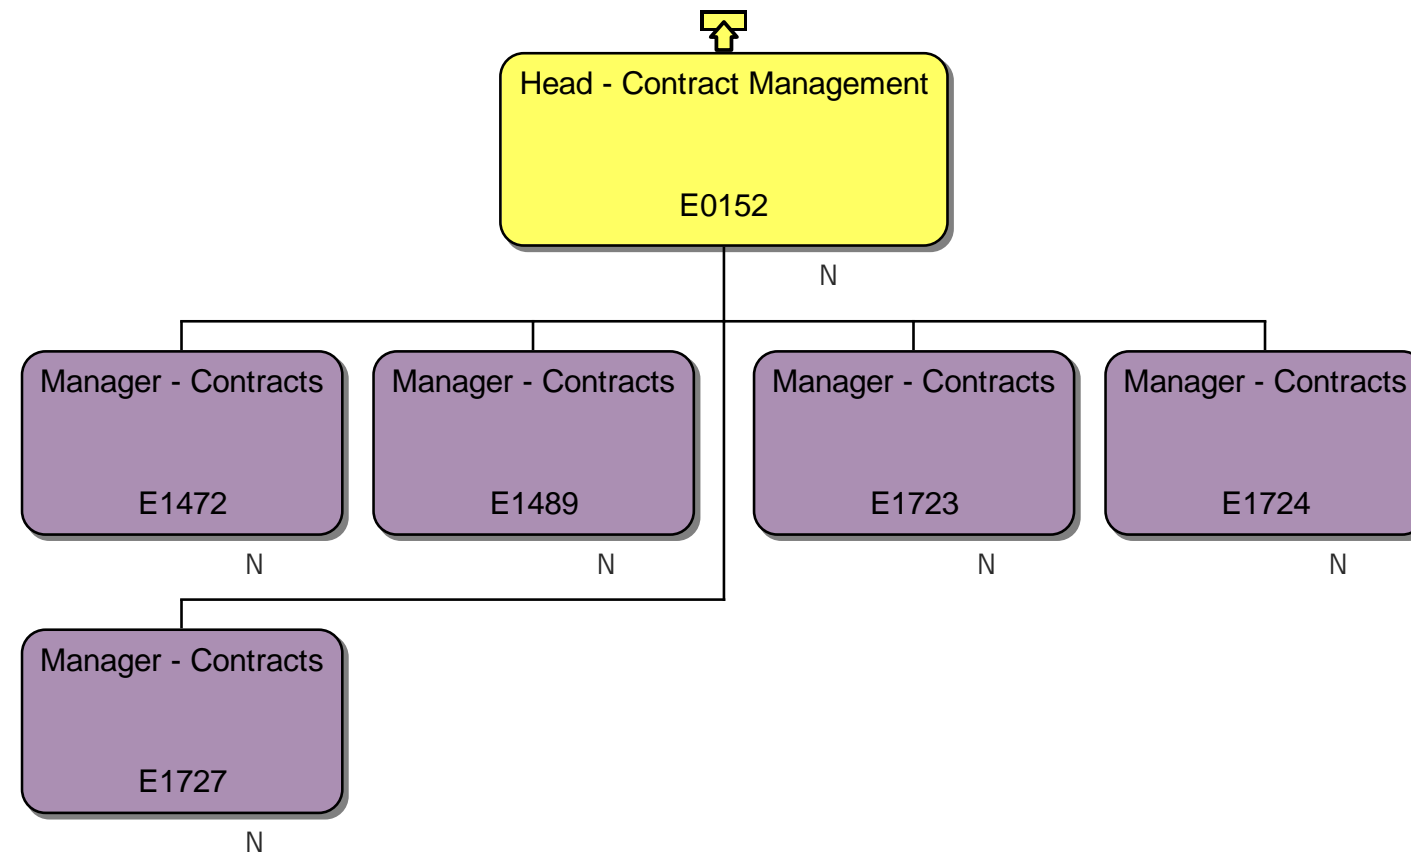 Head - Contract Management
E0152
N
Manager - Contracts
E1472
N
Manager - Contracts
E1489
N
Manager - Contracts
E1723
N
Manager - Contracts
E1724
N
Manager - Contracts
E1727
N